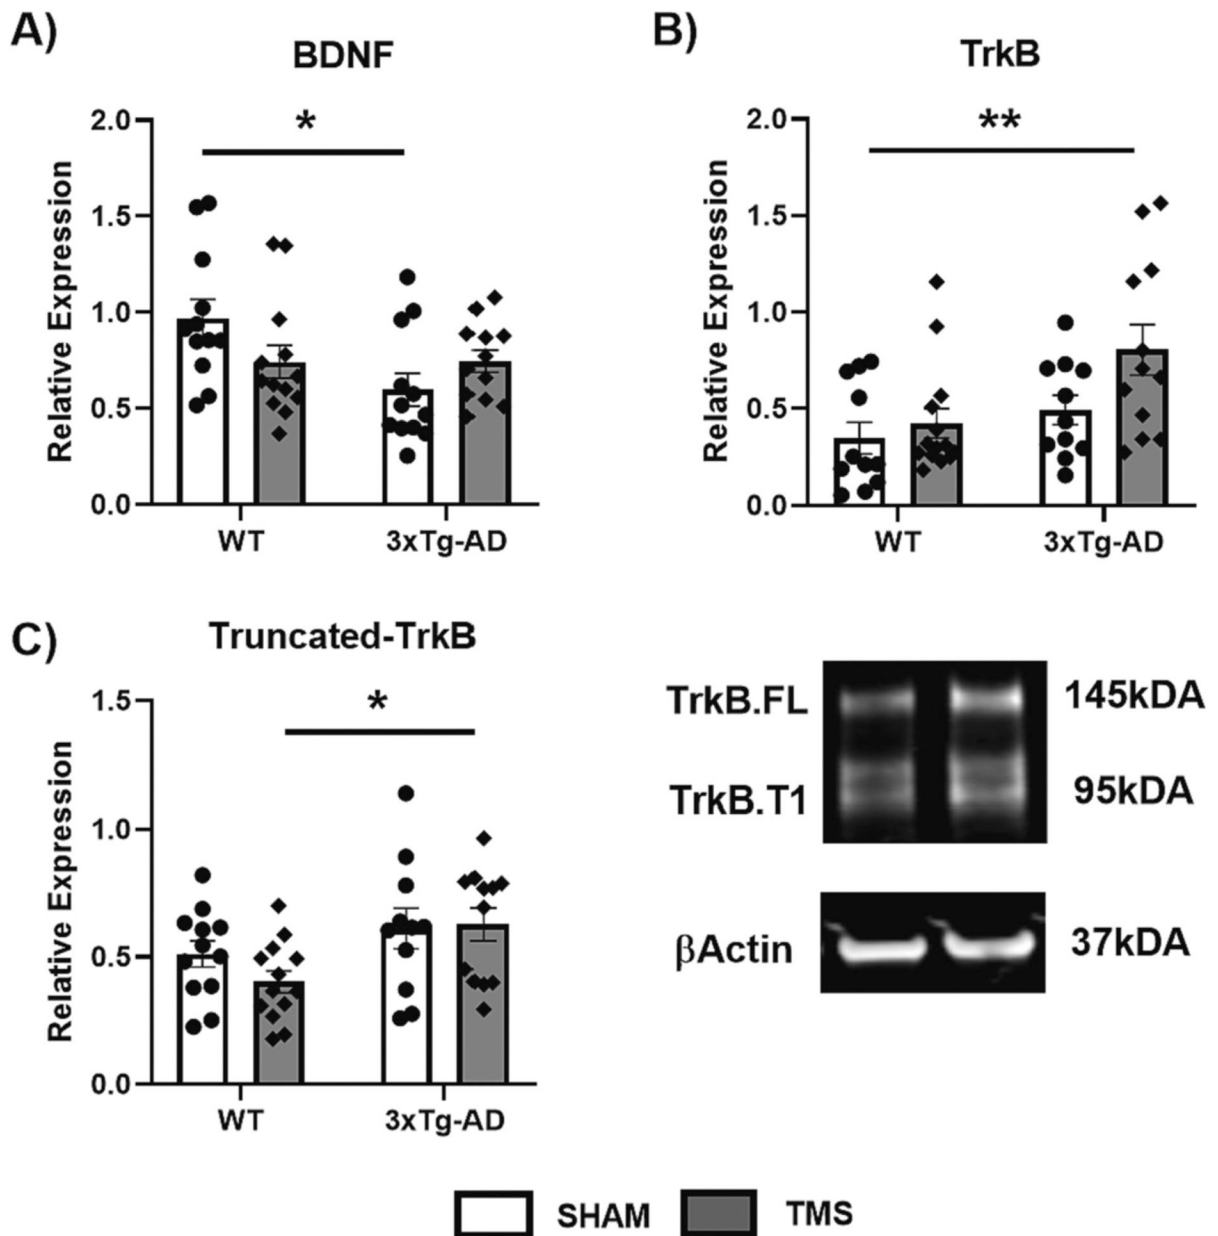 A)
BDNF
*
Relative Expression
2.0
1.5
1.0
0.5
0.0
WT 3xTg-AD
B)
TrkB
**
Relative Expression
2.0
1.5
1.0
0.5
0.0
WT 3xTg-AD
C)
Truncated-TrkB
*
Relative Expression
1.5
1.0
0.5
0.0
WT 3xTg-AD
TrkB.FL 145kDA
TrkB.T1 95kDA
βActin 37kDA
SHAM TMS